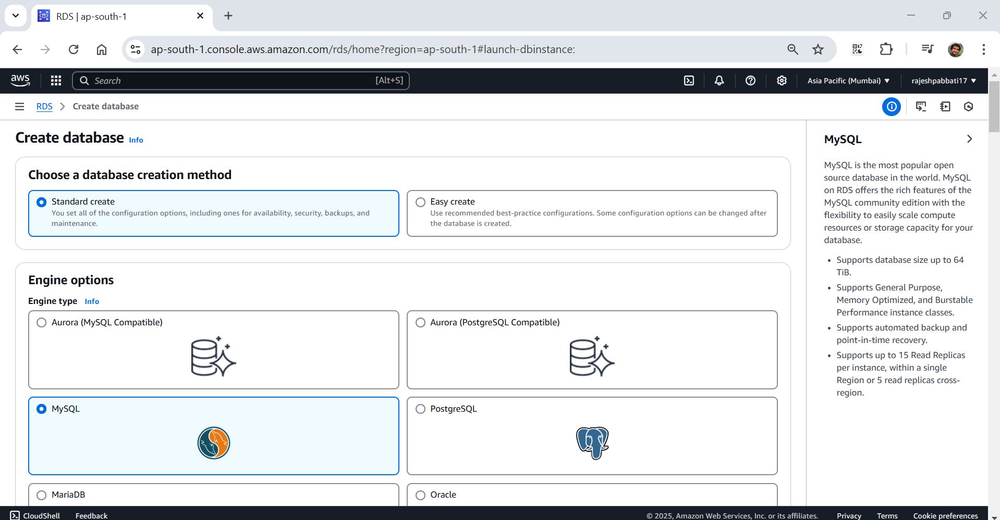 RDS | ap-south-1
ap-south-1.console.aws.amazon.com/rds/home?region=ap-south-1#launch-dbinstance:
aws
Search
[Alt+S]
Asia Pacific (Mumbai)
rajeshpabbati17
RDS
Create database
Create database
Info
Choose a database creation method
Standard create
You set all of the configuration options, including ones for availability, security, backups, and
maintenance.
Easy create
Use recommended best-practice configurations. Some configuration options can be changed after
the database is created.
Engine options
Engine type
Info
Aurora (MySQL Compatible)
Aurora (PostgreSQL Compatible)
MySQL
PostgreSQL
MariaDB
Oracle
MySQL
MySQL is the most popular open
source database in the world. MySQL
on RDS offers the rich features of the
MySQL community edition with the
flexibility to easily scale compute
resources or storage capacity for your
database.
• Supports database size up to 64
TiB.
• Supports General Purpose,
Memory Optimized, and Burstable
Performance instance classes.
• Supports automated backup and
point-in-time recovery.
• Supports up to 15 Read Replicas
per instance, within a single
Region or 5 read replicas cross-
region.
CloudShell
Feedback
© 2025, Amazon Web Services, Inc. or its affiliates.
Privacy
Terms
Cookie preferences